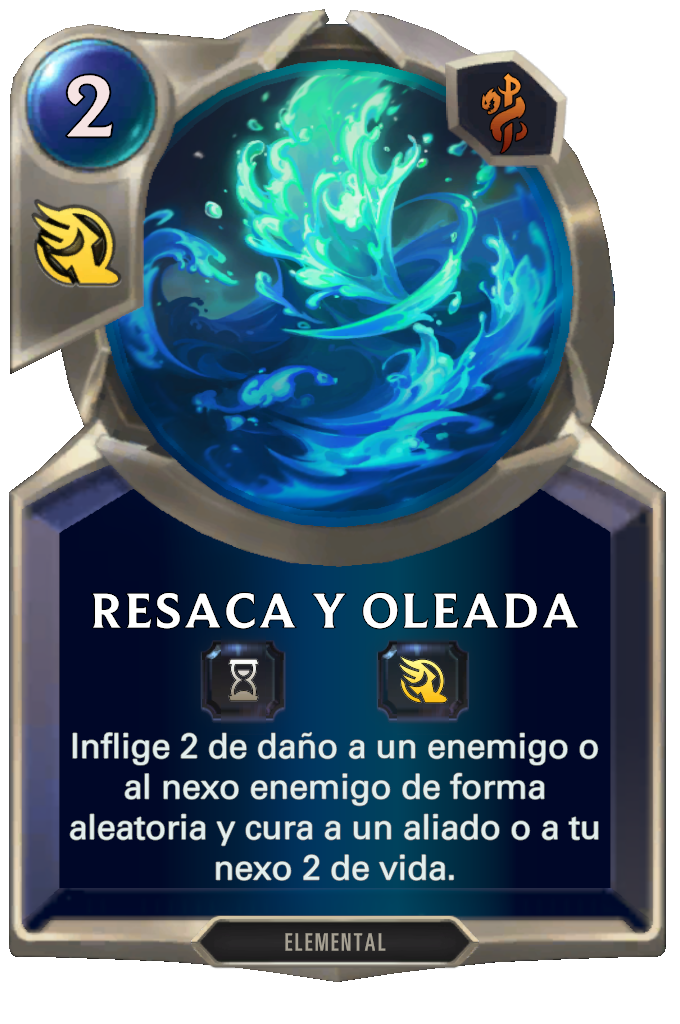 2
RESACA Y OLEADA
Inflige 2 de daño a un enemigo o
al nexo enemigo de forma
aleatoria y cura a un aliado o a tu
nexo 2 de vida.
ELEMENTAL